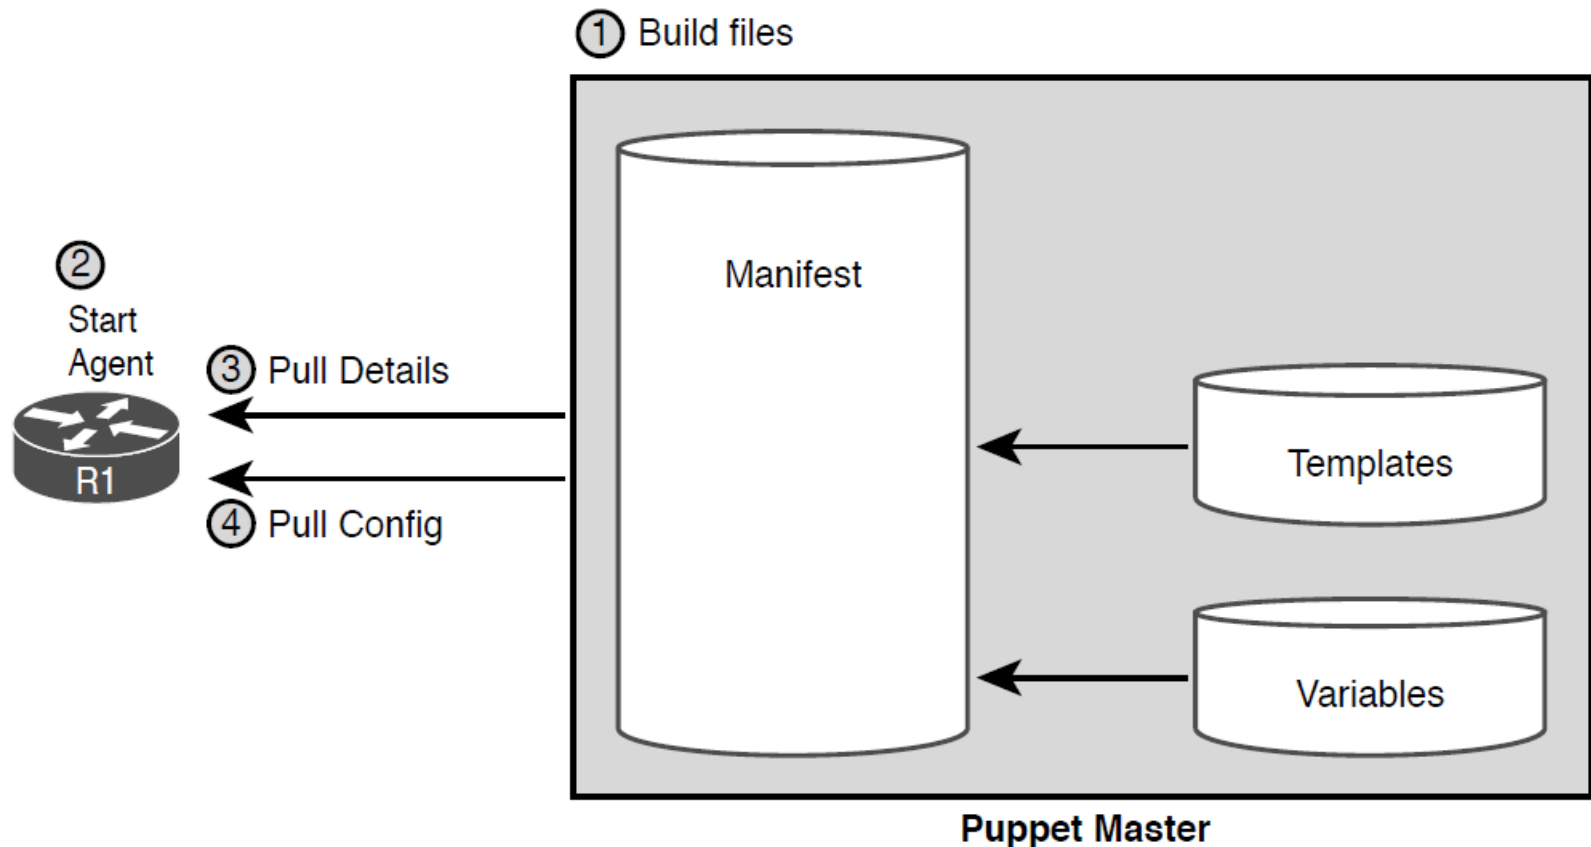 1 Build files
Manifest
2
Start
Agent
3 Pull Details
R1
4 Pull Config
Templates
Variables
Puppet Master